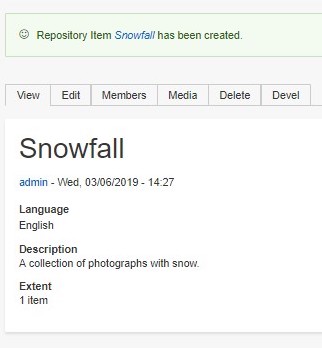 Repository Item Snowfall has been created.
View Edit Members Media Delete Devel
Snowfall
admin - Wed, 03/06/2019 - 14:27
Language
English
Description
A collection of photographs with snow.
Extent
1 item